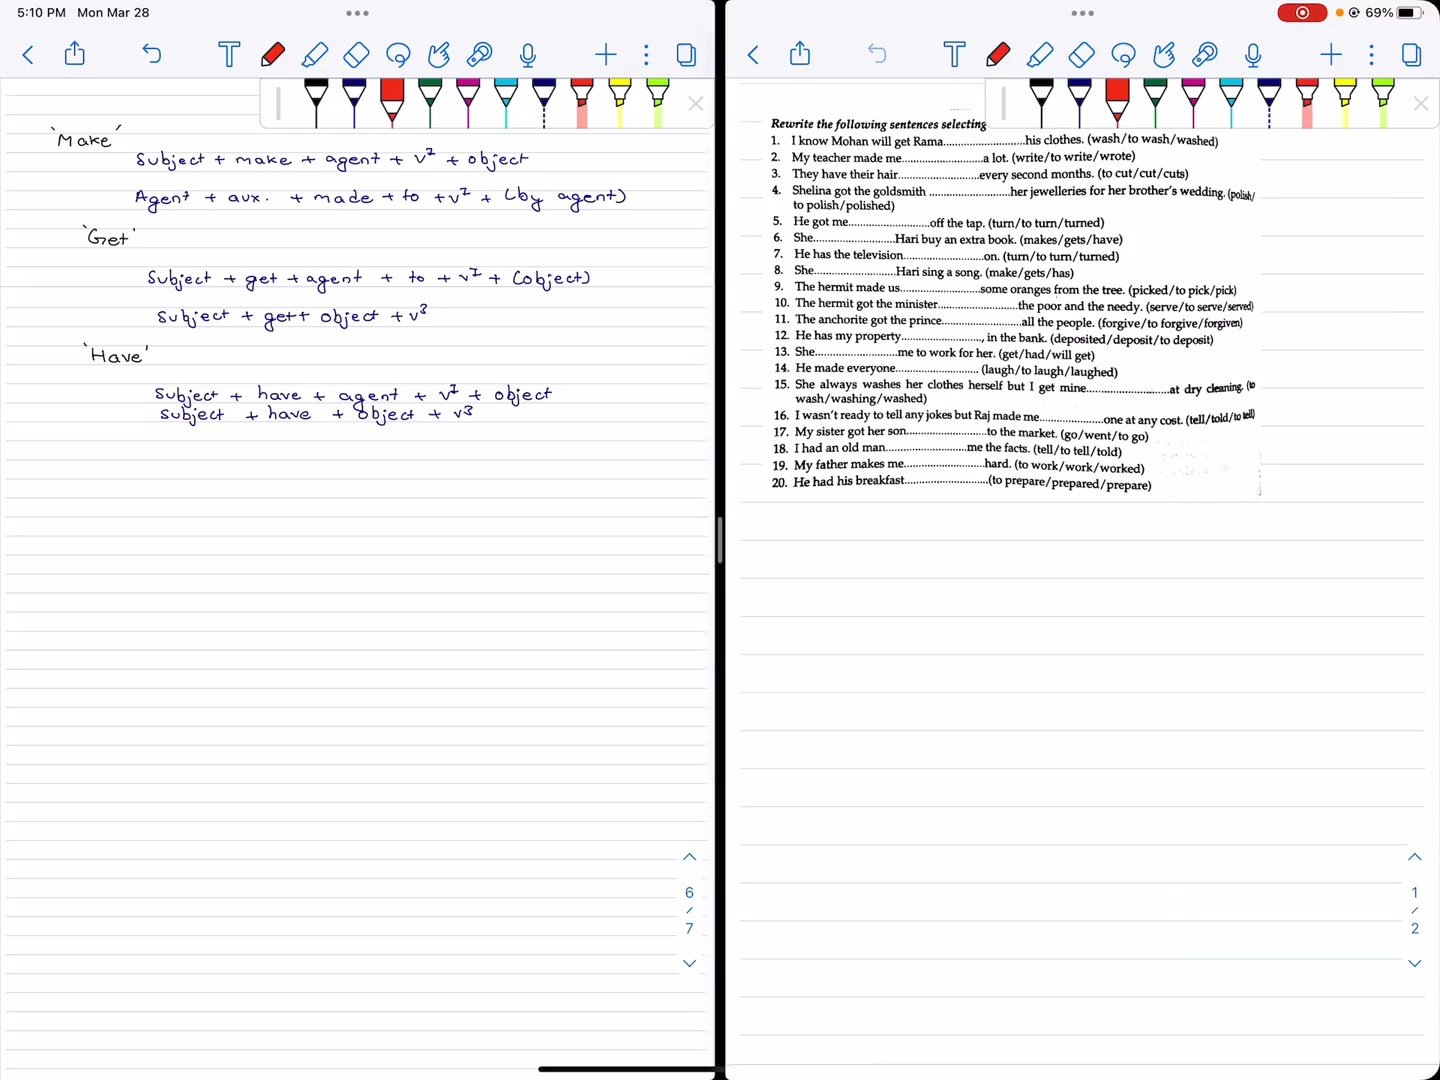 5:10 PM Mon Mar 28
69%
'Make'
Subject + make + agent + v¹ + object
Agent + aux. + made + to + v¹ + (by agent)
'Get'
Subject + get + agent + to + v¹ + (object)
Subject + get + object + v³
'Have'
Subject + have + agent + v¹ + object
subject + have + object + v³
6
/
7
Rewrite the following sentences selecting
1. I know Mohan will get Rama..........................his clothes. (wash/to wash/washed)
2. My teacher made me..........................a lot. (write/to write/wrote)
3. They have their hair..........................every second months. (to cut/cut/cuts)
4. Shelina got the goldsmith ..........................her jewelleries for her brother's wedding. (polish/
to polish/polished)
5. He got me..........................off the tap. (turn/to turn/turned)
6. She..........................Hari buy an extra book. (makes/gets/have)
7. He has the television..........................on. (turn/to turn/turned)
8. She..........................Hari sing a song. (make/gets/has)
9. The hermit made us..........................some oranges from the tree. (picked/to pick/pick)
10. The hermit got the minister..........................the poor and the needy. (serve/to serve/served)
11. The anchorite got the prince..........................all the people. (forgive/to forgive/forgiven)
12. He has my property.........................., in the bank. (deposited/deposit/to deposit)
13. She..........................me to work for her. (get/had/will get)
14. He made everyone.......................... (laugh/to laugh/laughed)
15. She always washes her clothes herself but I get mine..........................at dry cleaning. (to
wash/washing/washed)
16. I wasn't ready to tell any jokes but Raj made me..........................one at any cost. (tell/told/to tell)
17. My sister got her son..........................to the market. (go/went/to go)
18. I had an old man..........................me the facts. (tell/to tell/told)
19. My father makes me..........................hard. (to work/work/worked)
20. He had his breakfast..........................(to prepare/prepared/prepare)
1
/
2